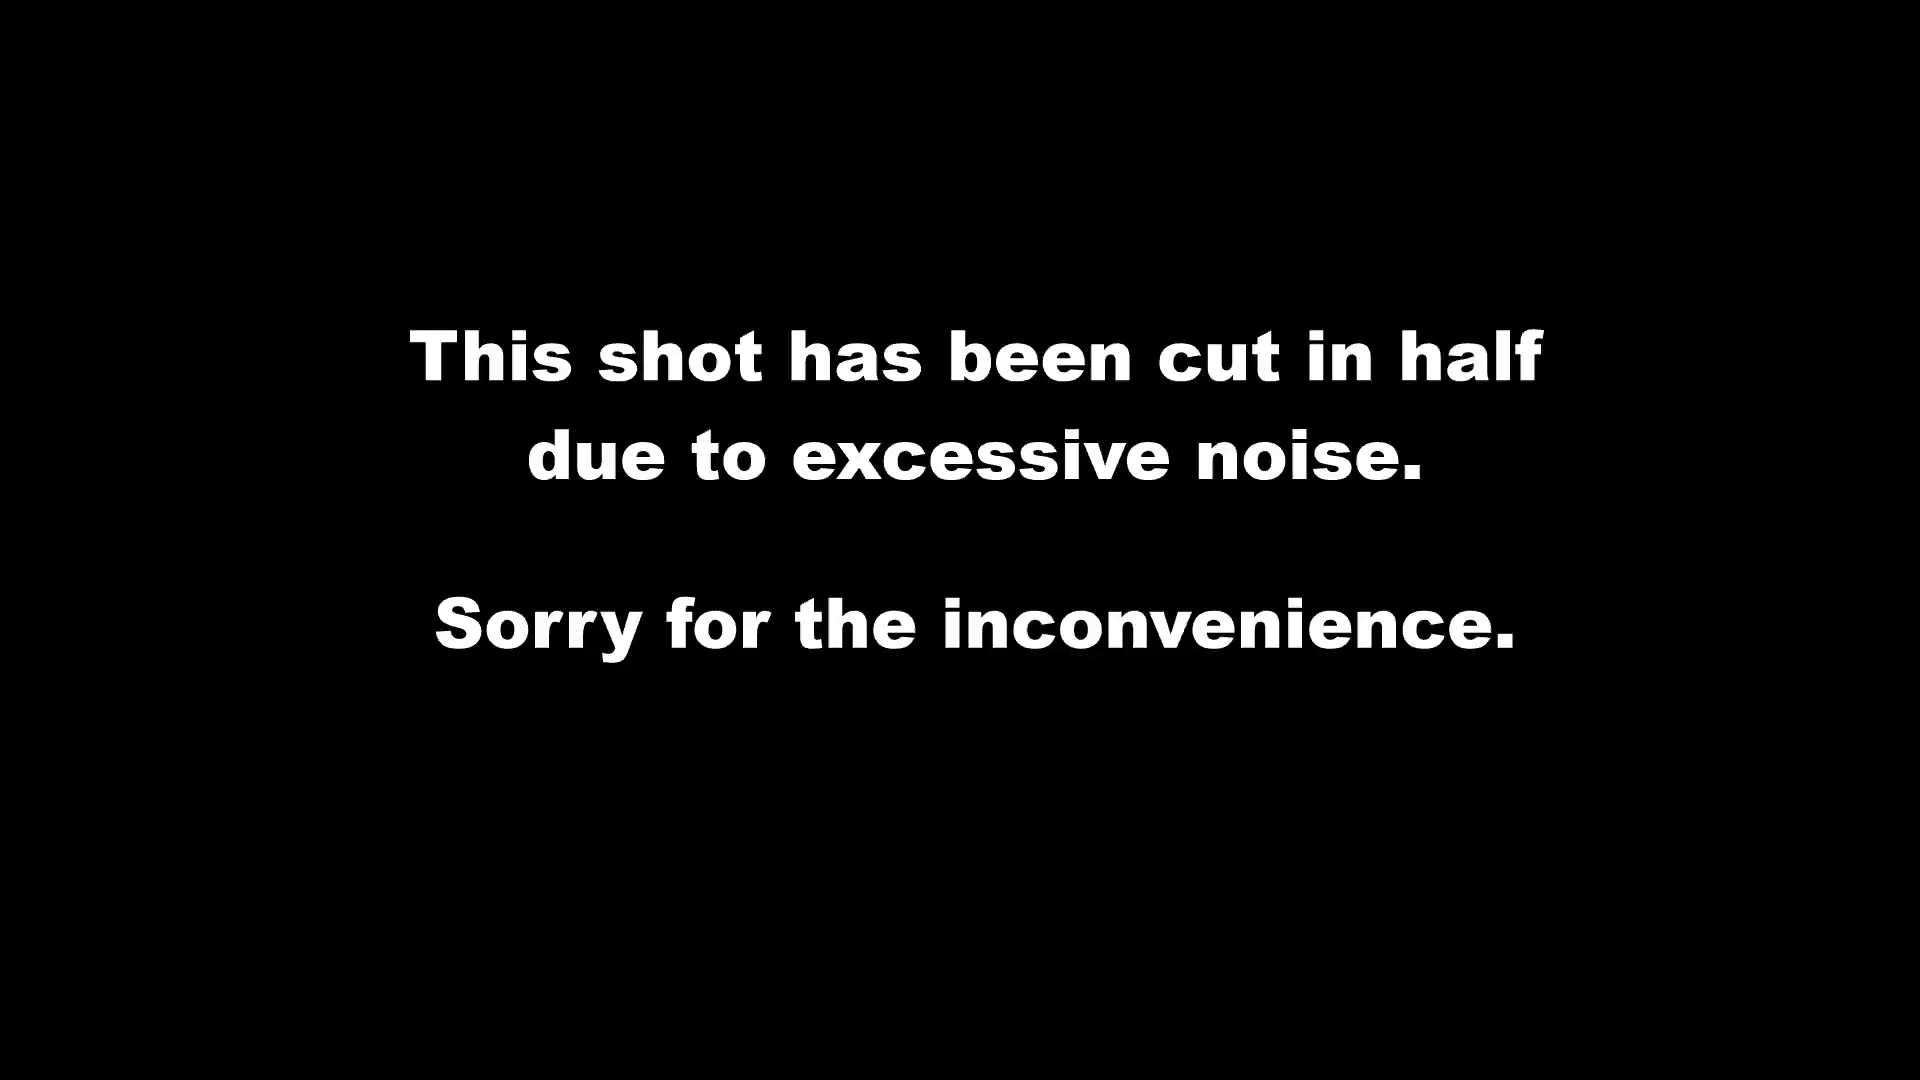 This shot has been cut in half
due to excessive noise.
Sorry for the inconvenience.